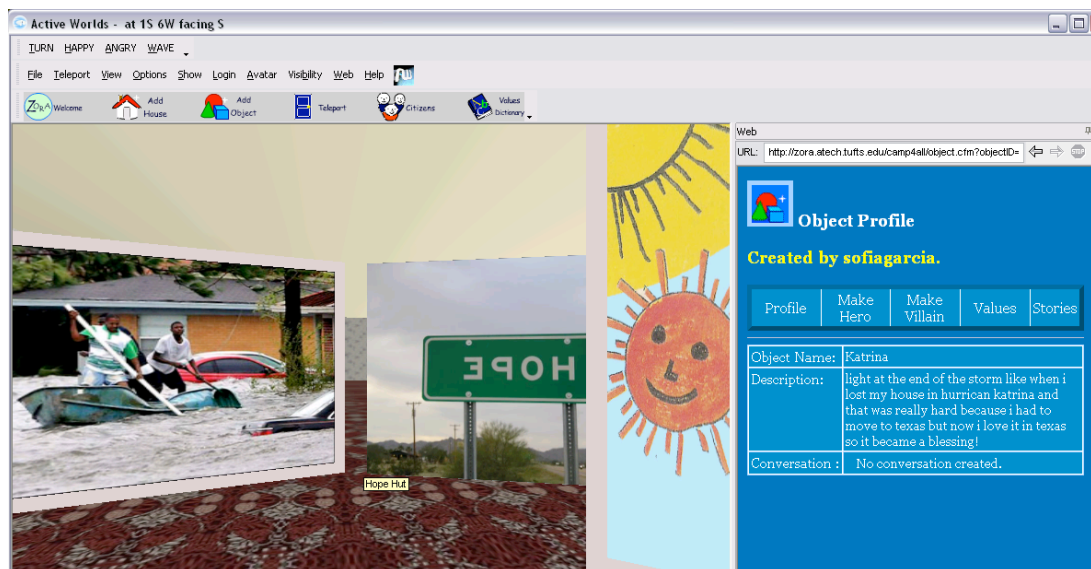 Active Worlds - at 1S 6W facing S
TURN HAPPY ANGRY WAVE
File Teleport View Options Show Login Avatar Visibility Web Help
ZORA Welcome Add House Add Object Teleport Citizens Values Dictionary
HOPE
Hope Hut
Web
URL: http://zora.atech.tufts.edu/camp4all/object.cfm?objectID=
Object Profile
Created by sofiagarcia.
Profile Make Hero Make Villain Values Stories
Object Name: Katrina
Description: light at the end of the storm like when i
lost my house in hurrican katrina and
that was really hard because i had to
move to texas but now i love it in texas
so it became a blessing!
Conversation : No conversation created.